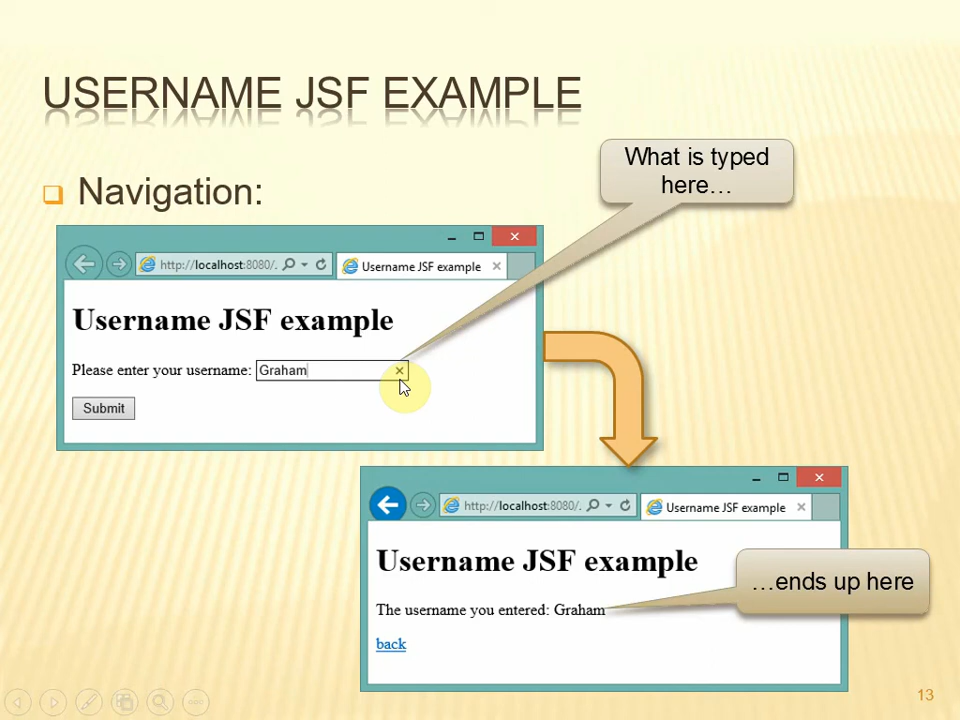 USERNAME JSF EXAMPLE
Navigation:
What is typed
here…
http://localhost:8080/.
Username JSF example
Username JSF example
Please enter your username: Graham
Submit
http://localhost:8080/.
Username JSF example
Username JSF example
The username you entered: Graham
…ends up here
back
13